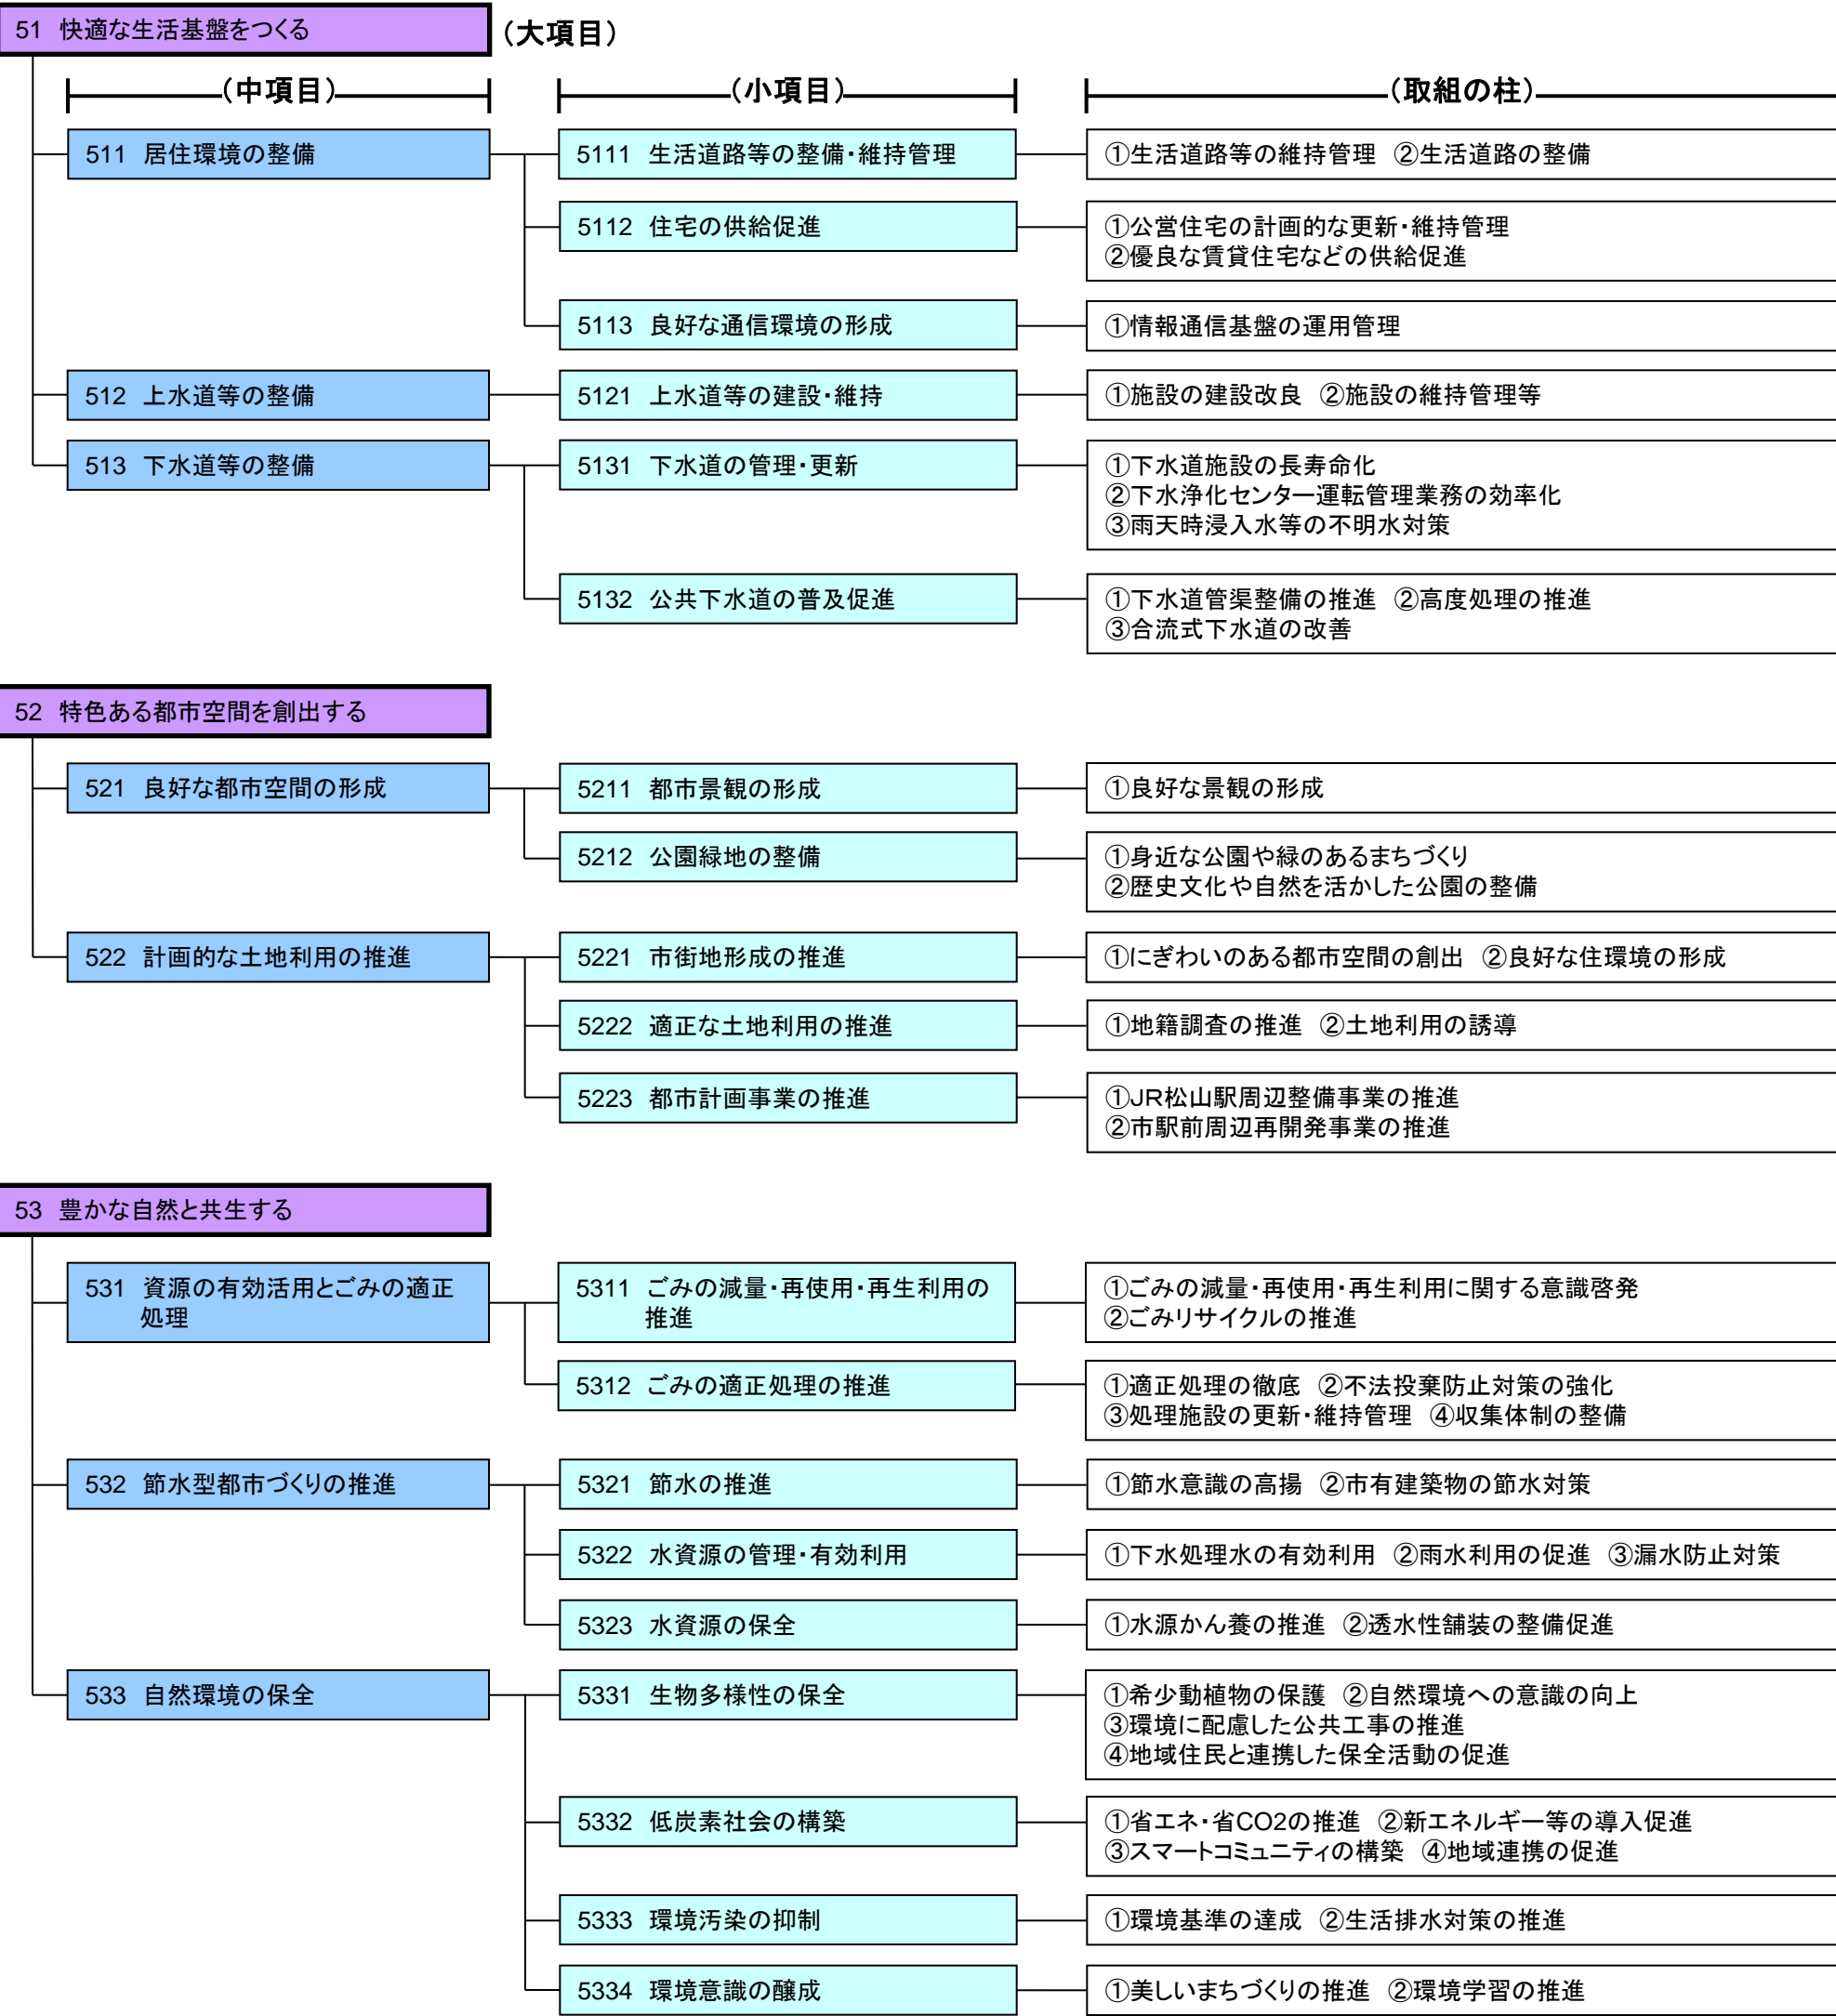 51 快適な生活基盤をつくる (大項目)
(中項目) (小項目) (取組の柱)
511 居住環境の整備
5111 生活道路等の整備・維持管理
①生活道路等の維持管理 ②生活道路の整備
5112 住宅の供給促進
①公営住宅の計画的な更新・維持管理
②優良な賃貸住宅などの供給促進
5113 良好な通信環境の形成
①情報通信基盤の運用管理
512 上水道等の整備
5121 上水道等の建設・維持
①施設の建設改良 ②施設の維持管理等
513 下水道等の整備
5131 下水道の管理・更新
①下水道施設の長寿命化
②下水浄化センター運転管理業務の効率化
③雨天時浸入水等の不明水対策
5132 公共下水道の普及促進
①下水道管渠整備の推進 ②高度処理の推進
③合流式下水道の改善
52 特色ある都市空間を創出する
521 良好な都市空間の形成
5211 都市景観の形成
①良好な景観の形成
5212 公園緑地の整備
①身近な公園や緑のあるまちづくり
②歴史文化や自然を活かした公園の整備
522 計画的な土地利用の推進
5221 市街地形成の推進
①にぎわいのある都市空間の創出 ②良好な住環境の形成
5222 適正な土地利用の推進
①地籍調査の推進 ②土地利用の誘導
5223 都市計画事業の推進
①JR松山駅周辺整備事業の推進
②市駅前周辺再開発事業の推進
53 豊かな自然と共生する
531 資源の有効活用とごみの適正
処理
5311 ごみの減量・再使用・再生利用の
推進
①ごみの減量・再使用・再生利用に関する意識啓発
②ごみリサイクルの推進
5312 ごみの適正処理の推進
①適正処理の徹底 ②不法投棄防止対策の強化
③処理施設の更新・維持管理 ④収集体制の整備
532 節水型都市づくりの推進
5321 節水の推進
①節水意識の高揚 ②市有建築物の節水対策
5322 水資源の管理・有効利用
①下水処理水の有効利用 ②雨水利用の促進 ③漏水防止対策
5323 水資源の保全
①水源かん養の推進 ②透水性舗装の整備促進
533 自然環境の保全
5331 生物多様性の保全
①希少動植物の保護 ②自然環境への意識の向上
③環境に配慮した公共工事の推進
④地域住民と連携した保全活動の促進
5332 低炭素社会の構築
①省エネ・省CO2の推進 ②新エネルギー等の導入促進
③スマートコミュニティの構築 ④地域連携の促進
5333 環境汚染の抑制
①環境基準の達成 ②生活排水対策の推進
5334 環境意識の醸成
①美しいまちづくりの推進 ②環境学習の推進